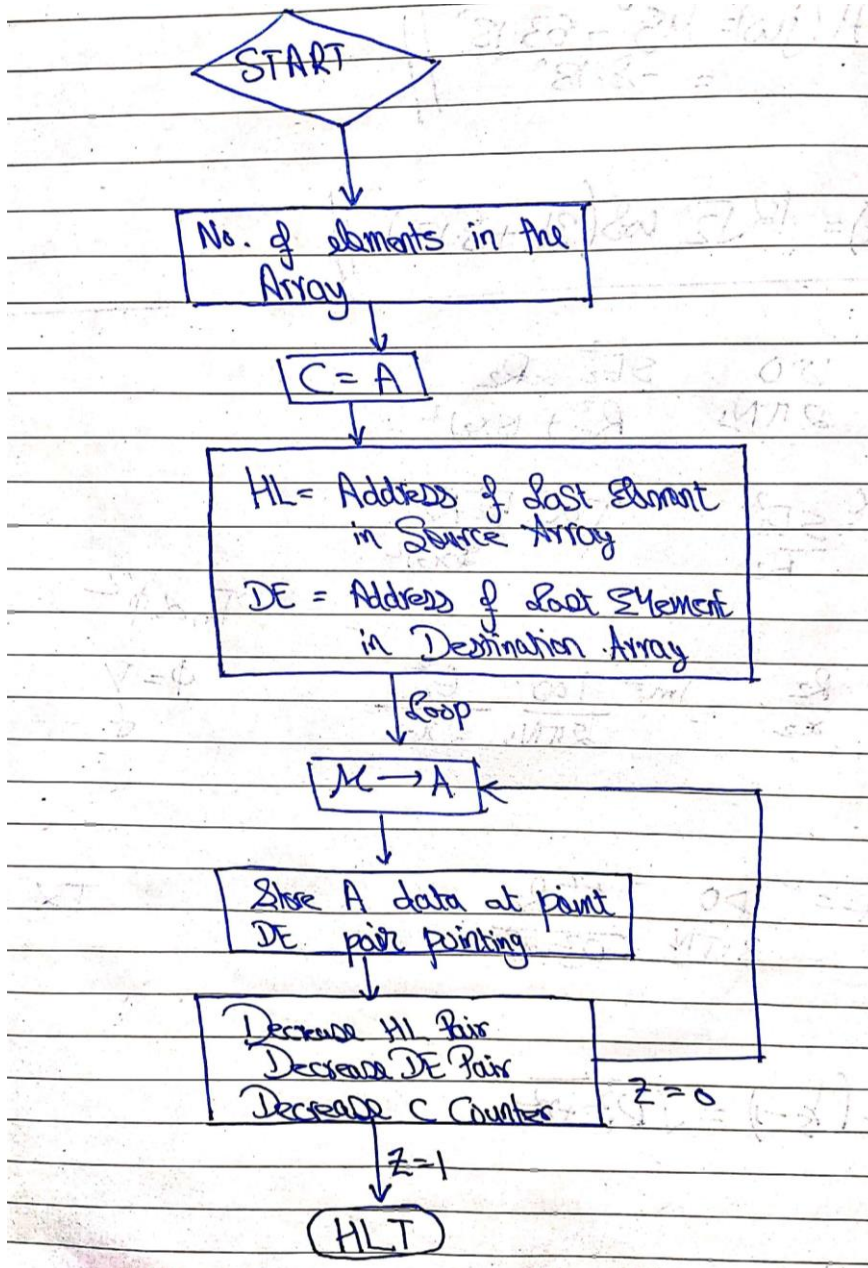 START
No. of elements in the
Array
C = A
HL = Address of Last Element
in Source Array
DE = Address of Last Element
in Destination Array
Loop
M → A
Store A data at point
DE pair pointing
Decrease HL Pair
Decrease DE Pair
Decrease C Counter
Z = 0
Z = 1
HLT